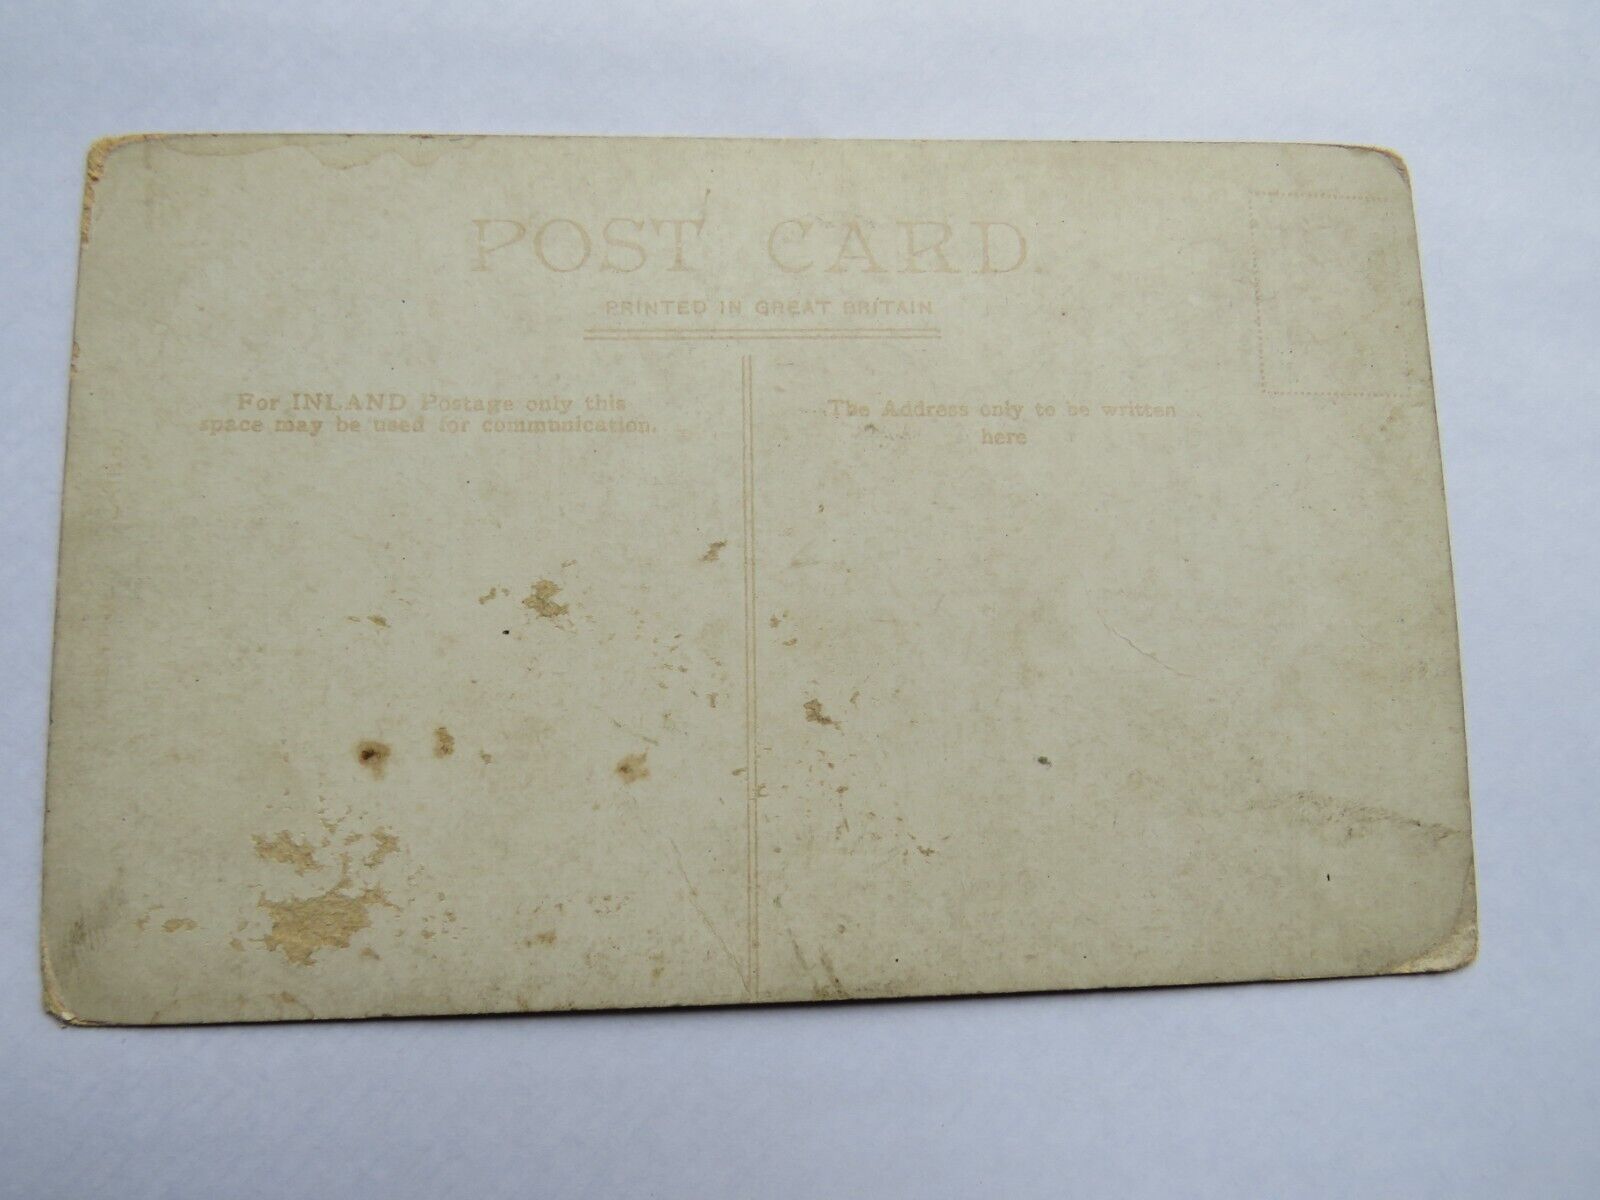 POST CARD.
PRINTED IN GREAT BRITAIN
For INLAND Postage only this
space may be used for communication.
The Address only to be written
here